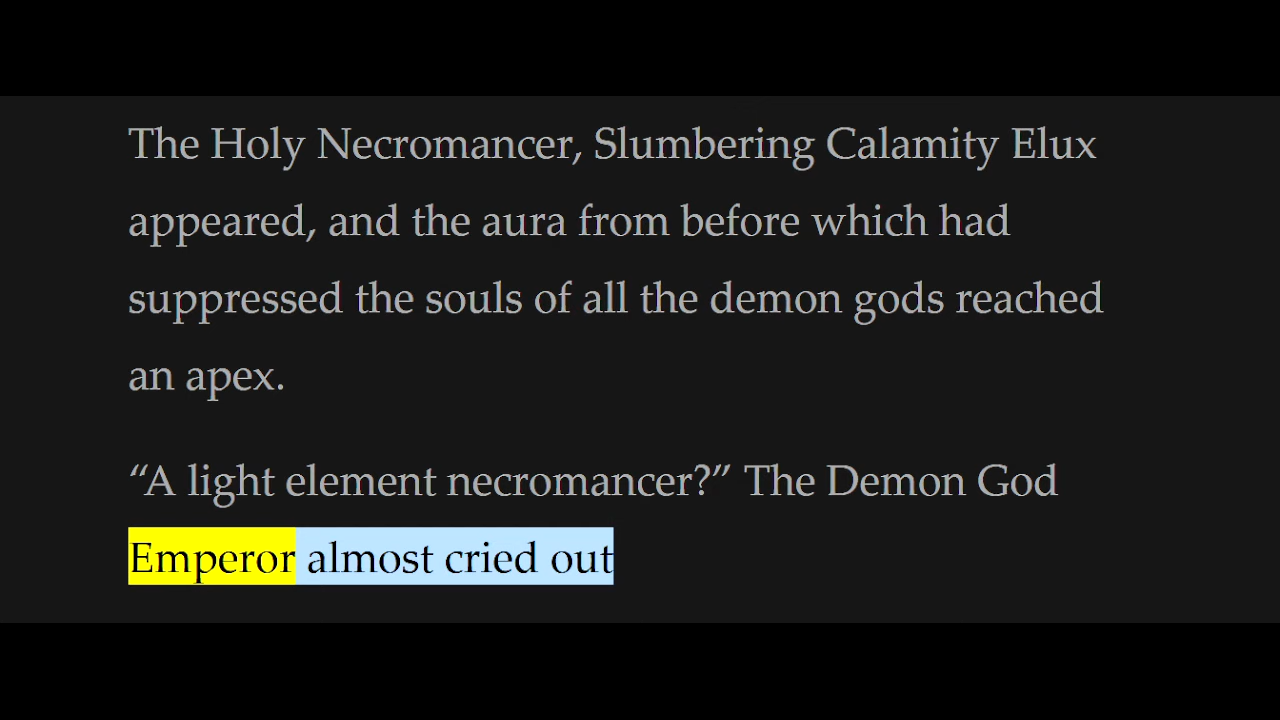 The Holy Necromancer, Slumbering Calamity Elux
appeared, and the aura from before which had
suppressed the souls of all the demon gods reached
an apex.
“A light element necromancer?” The Demon God
Emperor almost cried out